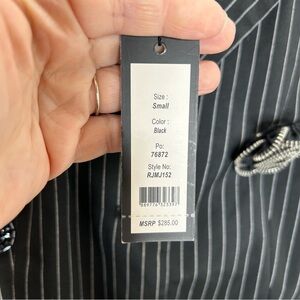 Size :
Small
Color :
Black
Po:
76872
Style No:
RJMJ152
MSRP $285.00